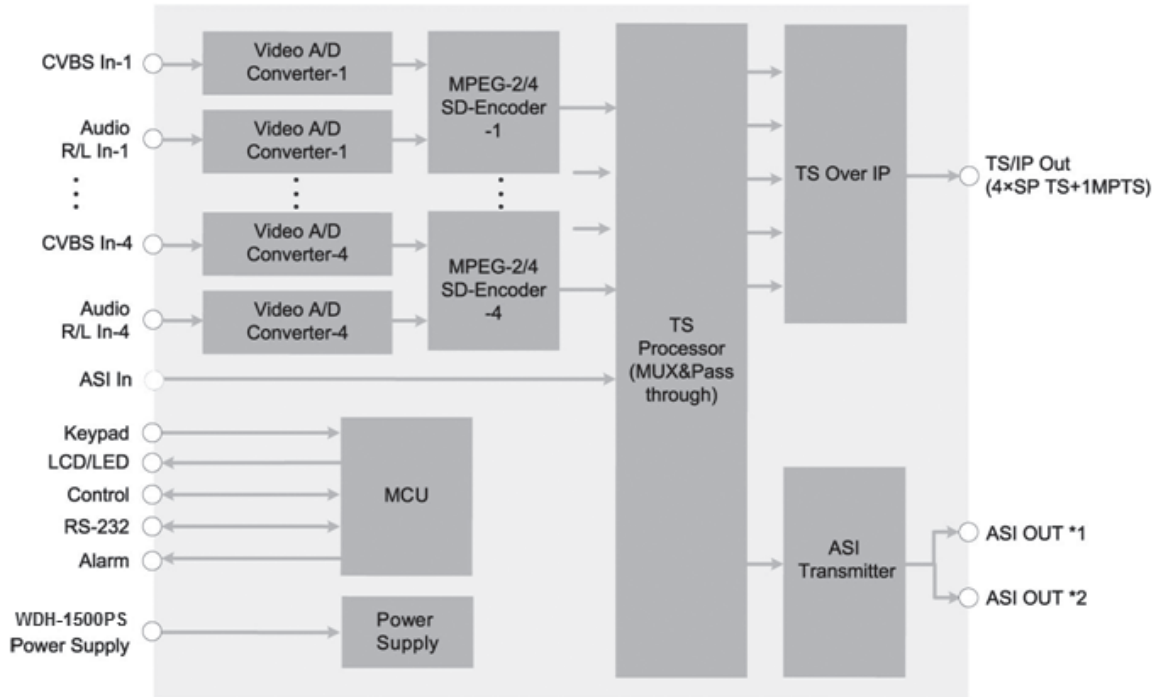 CVBS In-1
Video A/D
Converter-1
MPEG-2/4
SD-Encoder
-1
Audio
R/L In-1
Video A/D
Converter-1
CVBS In-4
Video A/D
Converter-4
MPEG-2/4
SD-Encoder
-4
Audio
R/L In-4
Video A/D
Converter-4
ASI In
TS
Processor
(MUX&Pass
through)
TS Over IP
TS/IP Out
(4×SP TS+1MPTS)
Keypad
LCD/LED
Control
RS-232
Alarm
MCU
ASI
Transmitter
ASI OUT *1
ASI OUT *2
WDH-1500PS
Power Supply
Power
Supply